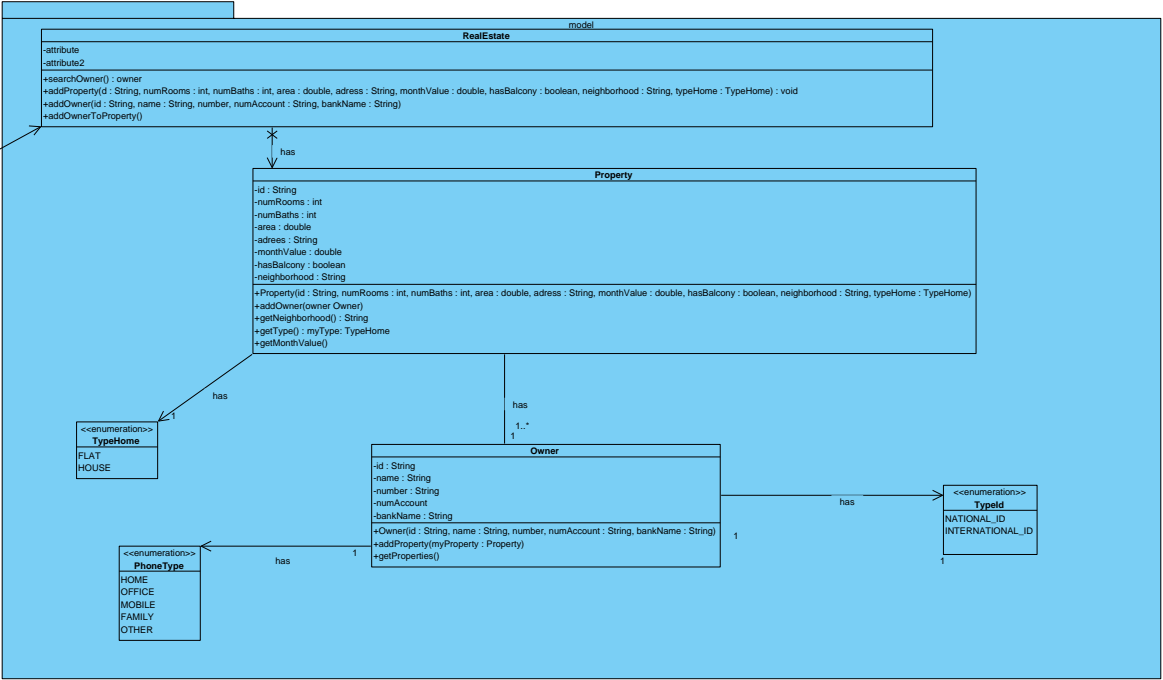 model
RealEstate
-attribute
-attribute2
+searchOwner() : owner
+addProperty(d : String, numRooms : int, numBaths : int, area : double, adress : String, monthValue : double, hasBalcony : boolean, neighborhood : String, typeHome : TypeHome) : void
+addOwner(id : String, name : String, number, numAccount : String, bankName : String)
+addOwnerToProperty()
has
Property
-id : String
-numRooms : int
-numBaths : int
-area : double
-adrees : String
-monthValue : double
-hasBalcony : boolean
-neighborhood : String
+Property(id : String, numRooms : int, numBaths : int, area : double, adress : String, monthValue : double, hasBalcony : boolean, neighborhood : String, typeHome : TypeHome)
+addOwner(owner Owner)
+getNeighborhood() : String
+getType() : myType: TypeHome
+getMonthValue()
has
1
has
1..*
1
<<enumeration>>
TypeHome
FLAT
HOUSE
Owner
-id : String
-name : String
-number : String
-numAccount
-bankName : String
+Owner(id : String, name : String, number, numAccount : String, bankName : String)
+addProperty(myProperty : Property)
+getProperties()
has
1
<<enumeration>>
TypeId
NATIONAL_ID
INTERNATIONAL_ID
1
1
has
<<enumeration>>
PhoneType
HOME
OFFICE
MOBILE
FAMILY
OTHER